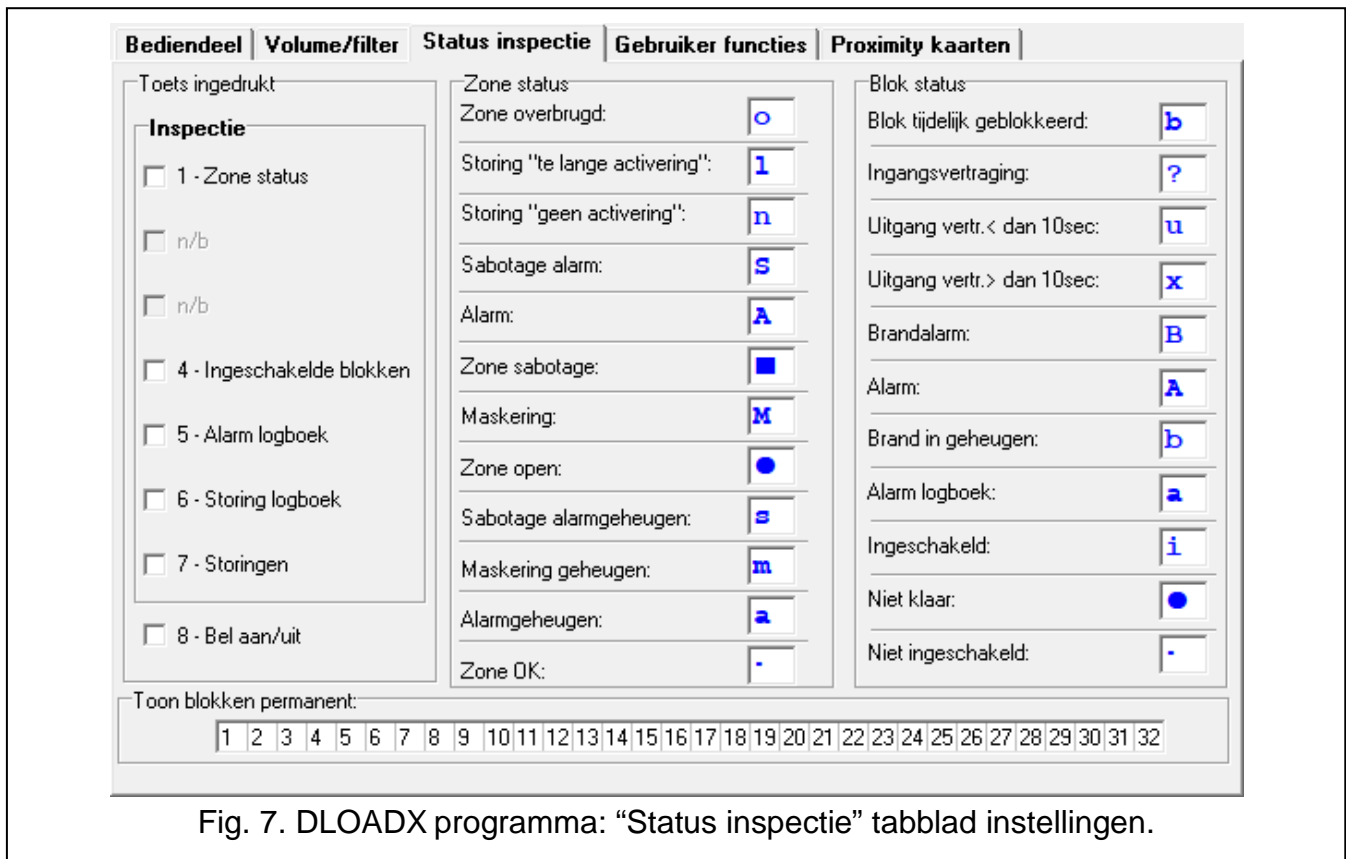 Bediendeel Volume/filter Status inspectie Gebruiker functies Proximity kaarten
Toets ingedrukt
Inspectie
1 - Zone status
n/b
n/b
4 - Ingeschakelde blokken
5 - Alarm logboek
6 - Storing logboek
7 - Storingen
8 - Bel aan/uit
Zone status
Zone overbrugd: o
Storing "te lange activering": l
Storing "geen activering": n
Sabotage alarm: S
Alarm: A
Zone sabotage: ■
Maskering: M
Zone open: ●
Sabotage alarmgeheugen: s
Maskering geheugen: m
Alarmgeheugen: a
Zone OK: ·
Blok status
Blok tijdelijk geblokkeerd: b
Ingangsvertraging: ?
Uitgang vertr.< dan 10sec: u
Uitgang vertr.> dan 10sec: x
Brandalarm: B
Alarm: A
Brand in geheugen: b
Alarm logboek: a
Ingeschakeld: i
Niet klaar: ●
Niet ingeschakeld: ·
Toon blokken permanent:
1 2 3 4 5 6 7 8 9 10 11 12 13 14 15 16 17 18 19 20 21 22 23 24 25 26 27 28 29 30 31 32
Fig. 7. DLOADX programma: “Status inspectie” tabblad instellingen.